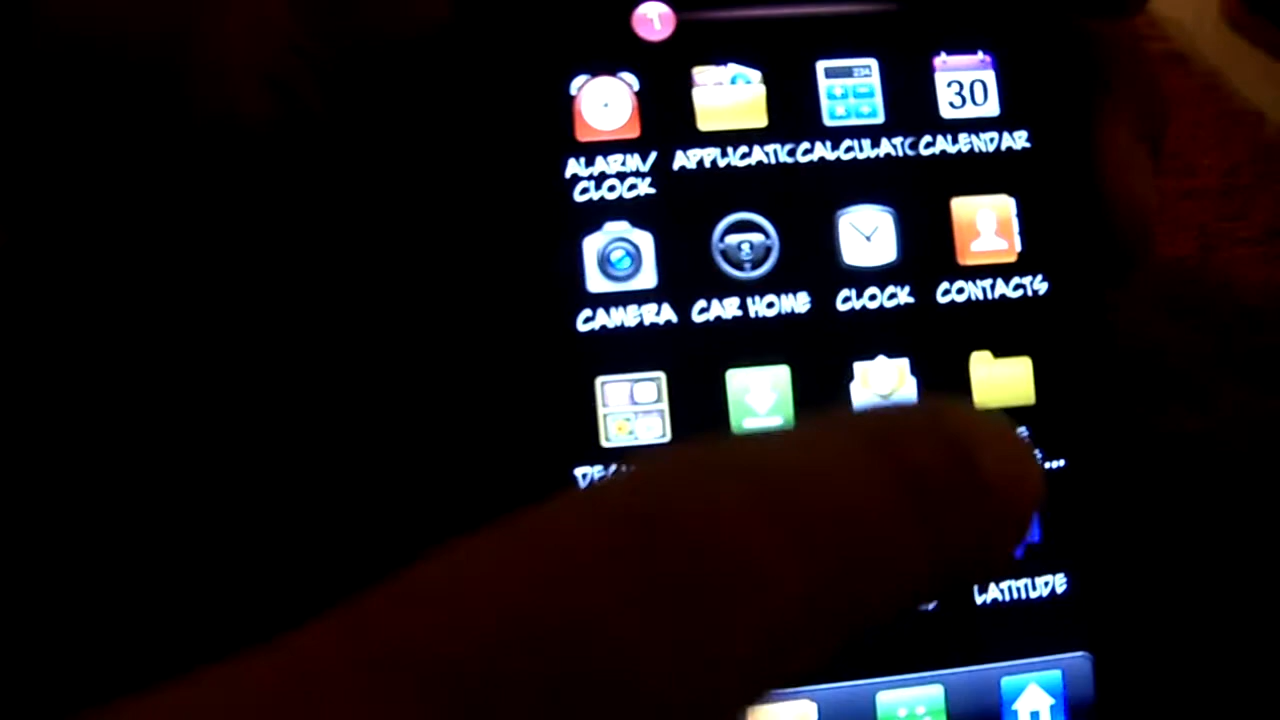 ALARM/
CLOCK
APPLICATIC
CALCULATC
CALENDAR
30
CAMERA
CAR HOME
CLOCK
CONTACTS
LATITUDE